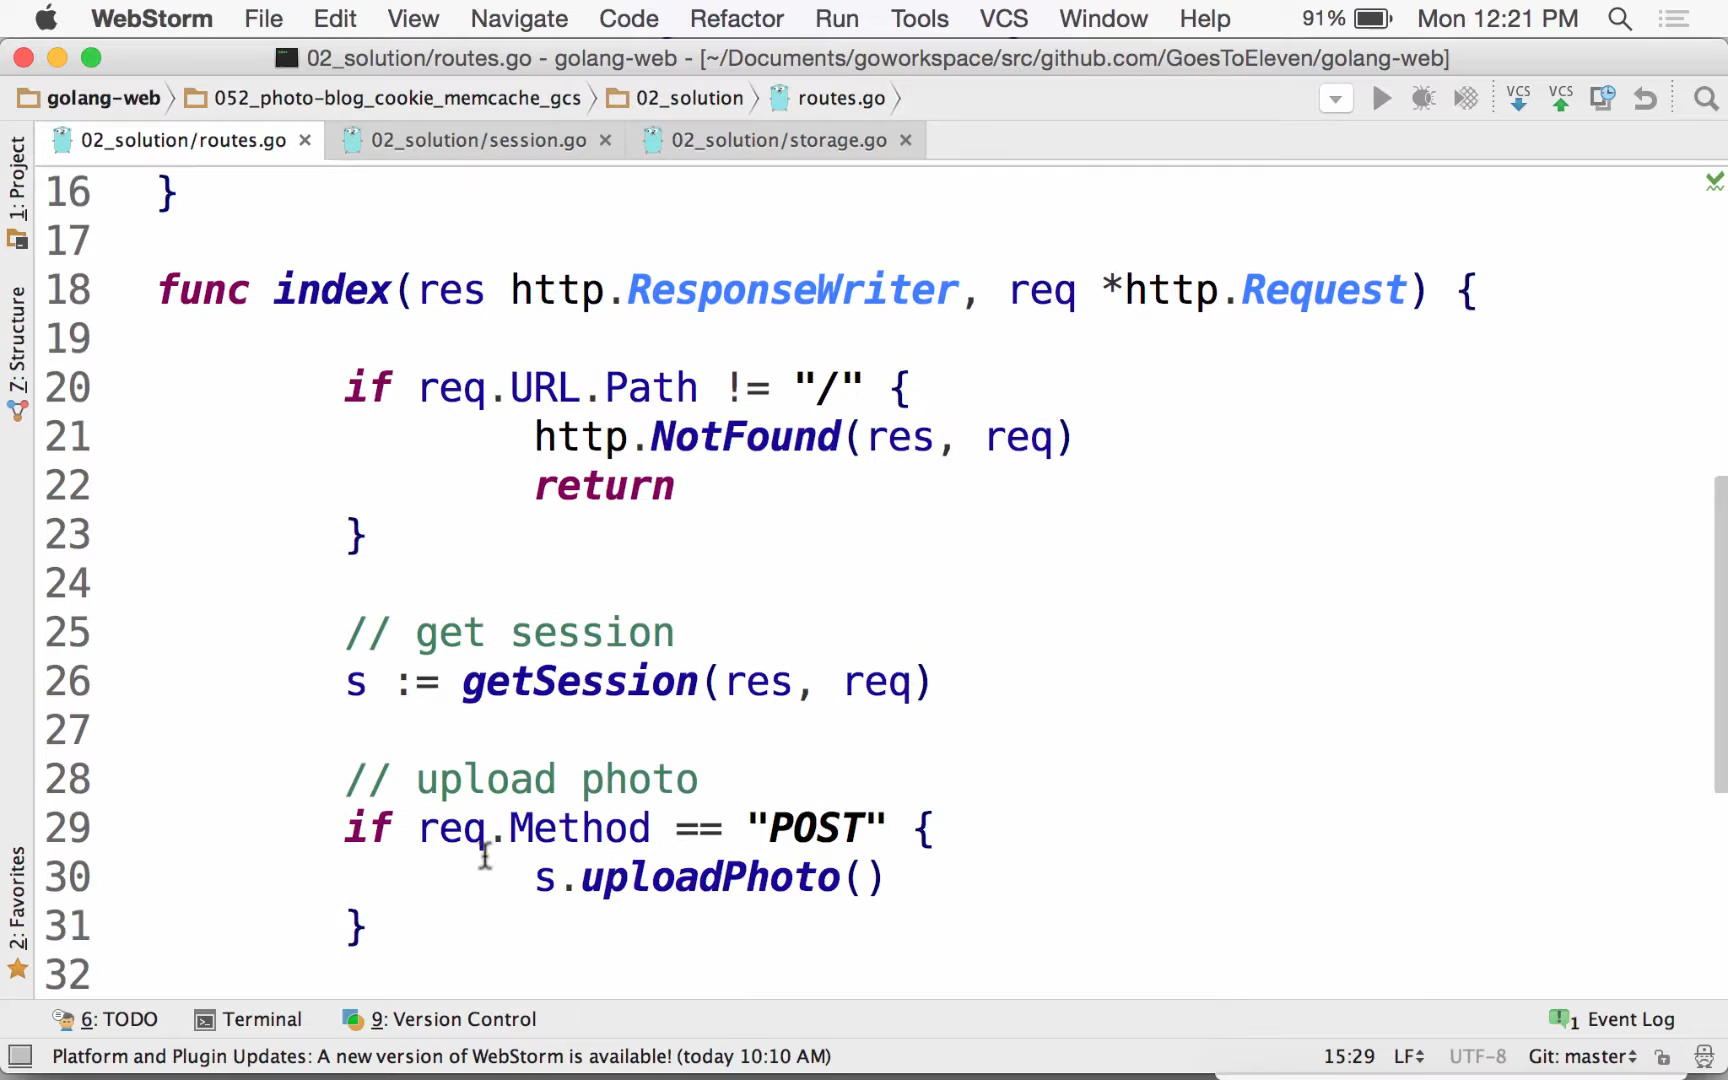 WebStorm File Edit View Navigate Code Refactor Run Tools VCS Window Help 91% Mon 12:21 PM
02_solution/routes.go - golang-web - [~/Documents/goworkspace/src/github.com/GoesToEleven/golang-web]
golang-web 052_photo-blog_cookie_memcache_gcs 02_solution routes.go VCS VCS
02_solution/routes.go 02_solution/session.go 02_solution/storage.go
1: Project
7: Structure
2: Favorites
16 }
17
18 func index(res http.ResponseWriter, req *http.Request) {
19
20 if req.URL.Path != "/" {
21 http.NotFound(res, req)
22 return
23 }
24
25 // get session
26 s := getSession(res, req)
27
28 // upload photo
29 if req.Method == "POST" {
30 s.uploadPhoto()
31 }
32
6: TODO Terminal 9: Version Control 1 Event Log
Platform and Plugin Updates: A new version of WebStorm is available! (today 10:10 AM) 15:29 LF UTF-8 Git: master